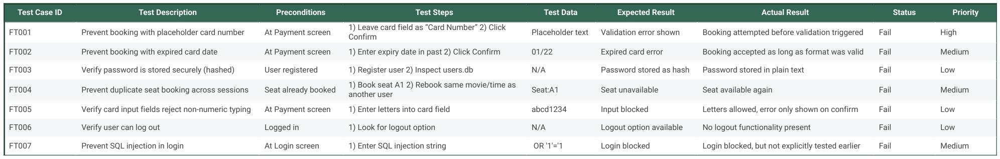 Test Case ID Test Description Preconditions Test Steps Test Data Expected Result Actual Result Status Priority
FT001 Prevent booking with placeholder card number At Payment screen 1) Leave card field as “Card Number” 2) Click Confirm Placeholder text Validation error shown Booking attempted before validation triggered Fail High
FT002 Prevent booking with expired card date At Payment screen 1) Enter expiry date in past 2) Click Confirm 01/22 Expired card error Booking accepted as long as format was valid Fail Medium
FT003 Verify password is stored securely (hashed) User registered 1) Register user 2) Inspect users.db N/A Password stored as hash Password stored in plain text Fail Low
FT004 Prevent duplicate seat booking across sessions Seat already booked 1) Book seat A1 2) Rebook same movie/time as another user Seat:A1 Seat unavailable Seat available again Fail Medium
FT005 Verify card input fields reject non-numeric typing At Payment screen 1) Enter letters into card field abcd1234 Input blocked Letters allowed, error only shown on confirm Fail Low
FT006 Verify user can log out Logged in 1) Look for logout option N/A Logout option available No logout functionality present Fail Low
FT007 Prevent SQL injection in login At Login screen 1) Enter SQL injection string OR '1'='1 Login blocked Login blocked, but not explicitly tested earlier Fail Medium